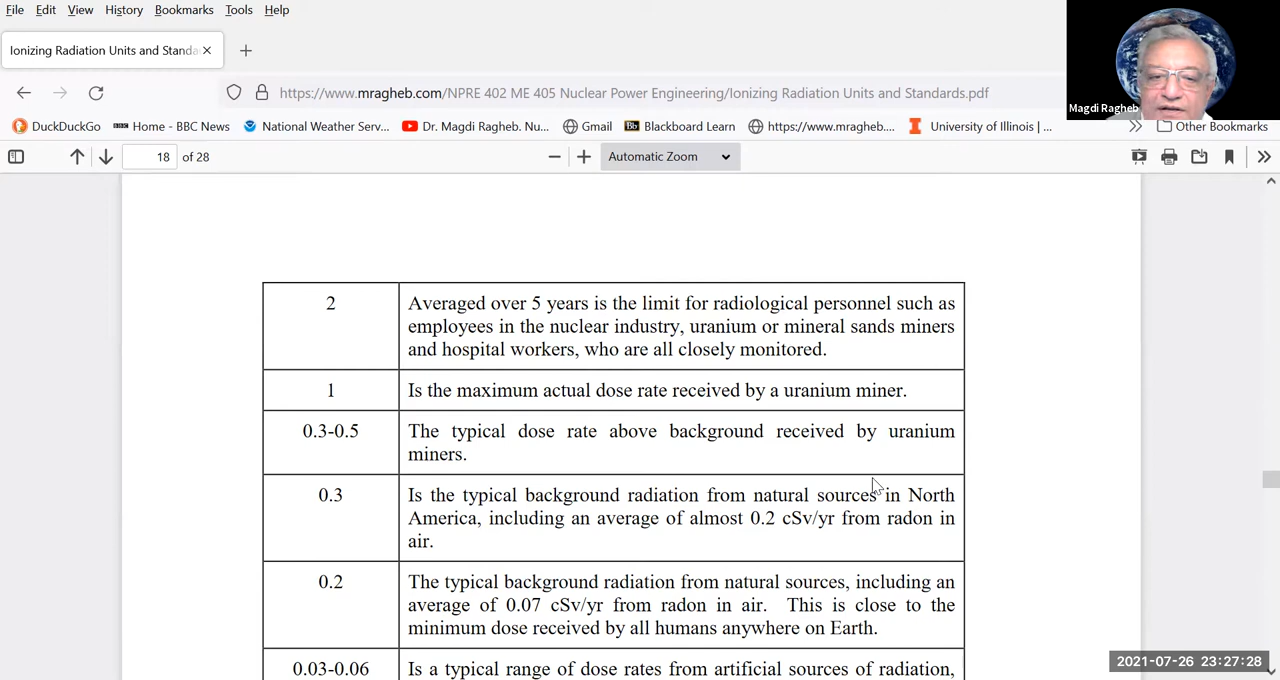 File Edit View History Bookmarks Tools Help
Ionizing Radiation Units and Standa
https://www.mragheb.com/NPRE 402 ME 405 Nuclear Power Engineering/Ionizing Radiation Units and Standards.pdf
Magdi Ragheb
DuckDuckGo BBC Home - BBC News National Weather Serv... Dr. Magdi Ragheb. Nu... Gmail Bb Blackboard Learn https://www.mragheb.... I University of Illinois |... Other Bookmarks
18 of 28 Automatic Zoom
2 Averaged over 5 years is the limit for radiological personnel such as
employees in the nuclear industry, uranium or mineral sands miners
and hospital workers, who are all closely monitored.
1 Is the maximum actual dose rate received by a uranium miner.
0.3-0.5 The typical dose rate above background received by uranium
miners.
0.3 Is the typical background radiation from natural sources in North
America, including an average of almost 0.2 cSv/yr from radon in
air.
0.2 The typical background radiation from natural sources, including an
average of 0.07 cSv/yr from radon in air. This is close to the
minimum dose received by all humans anywhere on Earth.
0.03-0.06 Is a typical range of dose rates from artificial sources of radiation,
2021-07-26 23:27:28